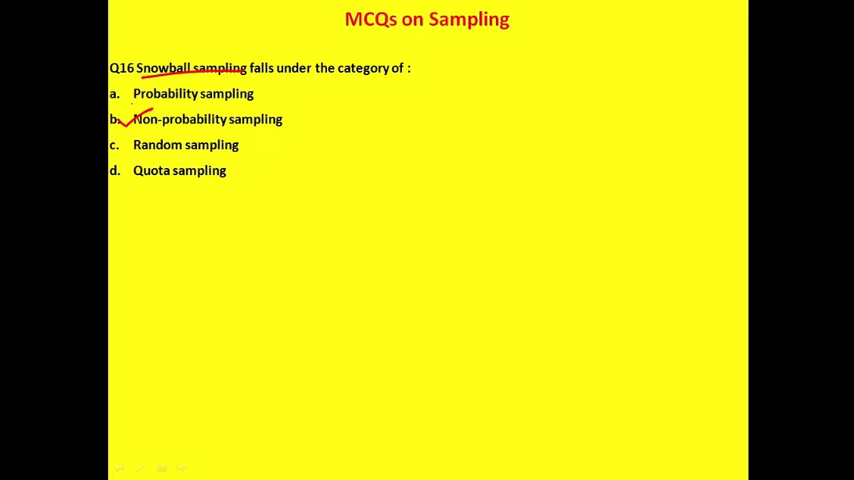 MCQs on Sampling
Q16 Snowball sampling falls under the category of :
a. Probability sampling
b. Non-probability sampling
c. Random sampling
d. Quota sampling